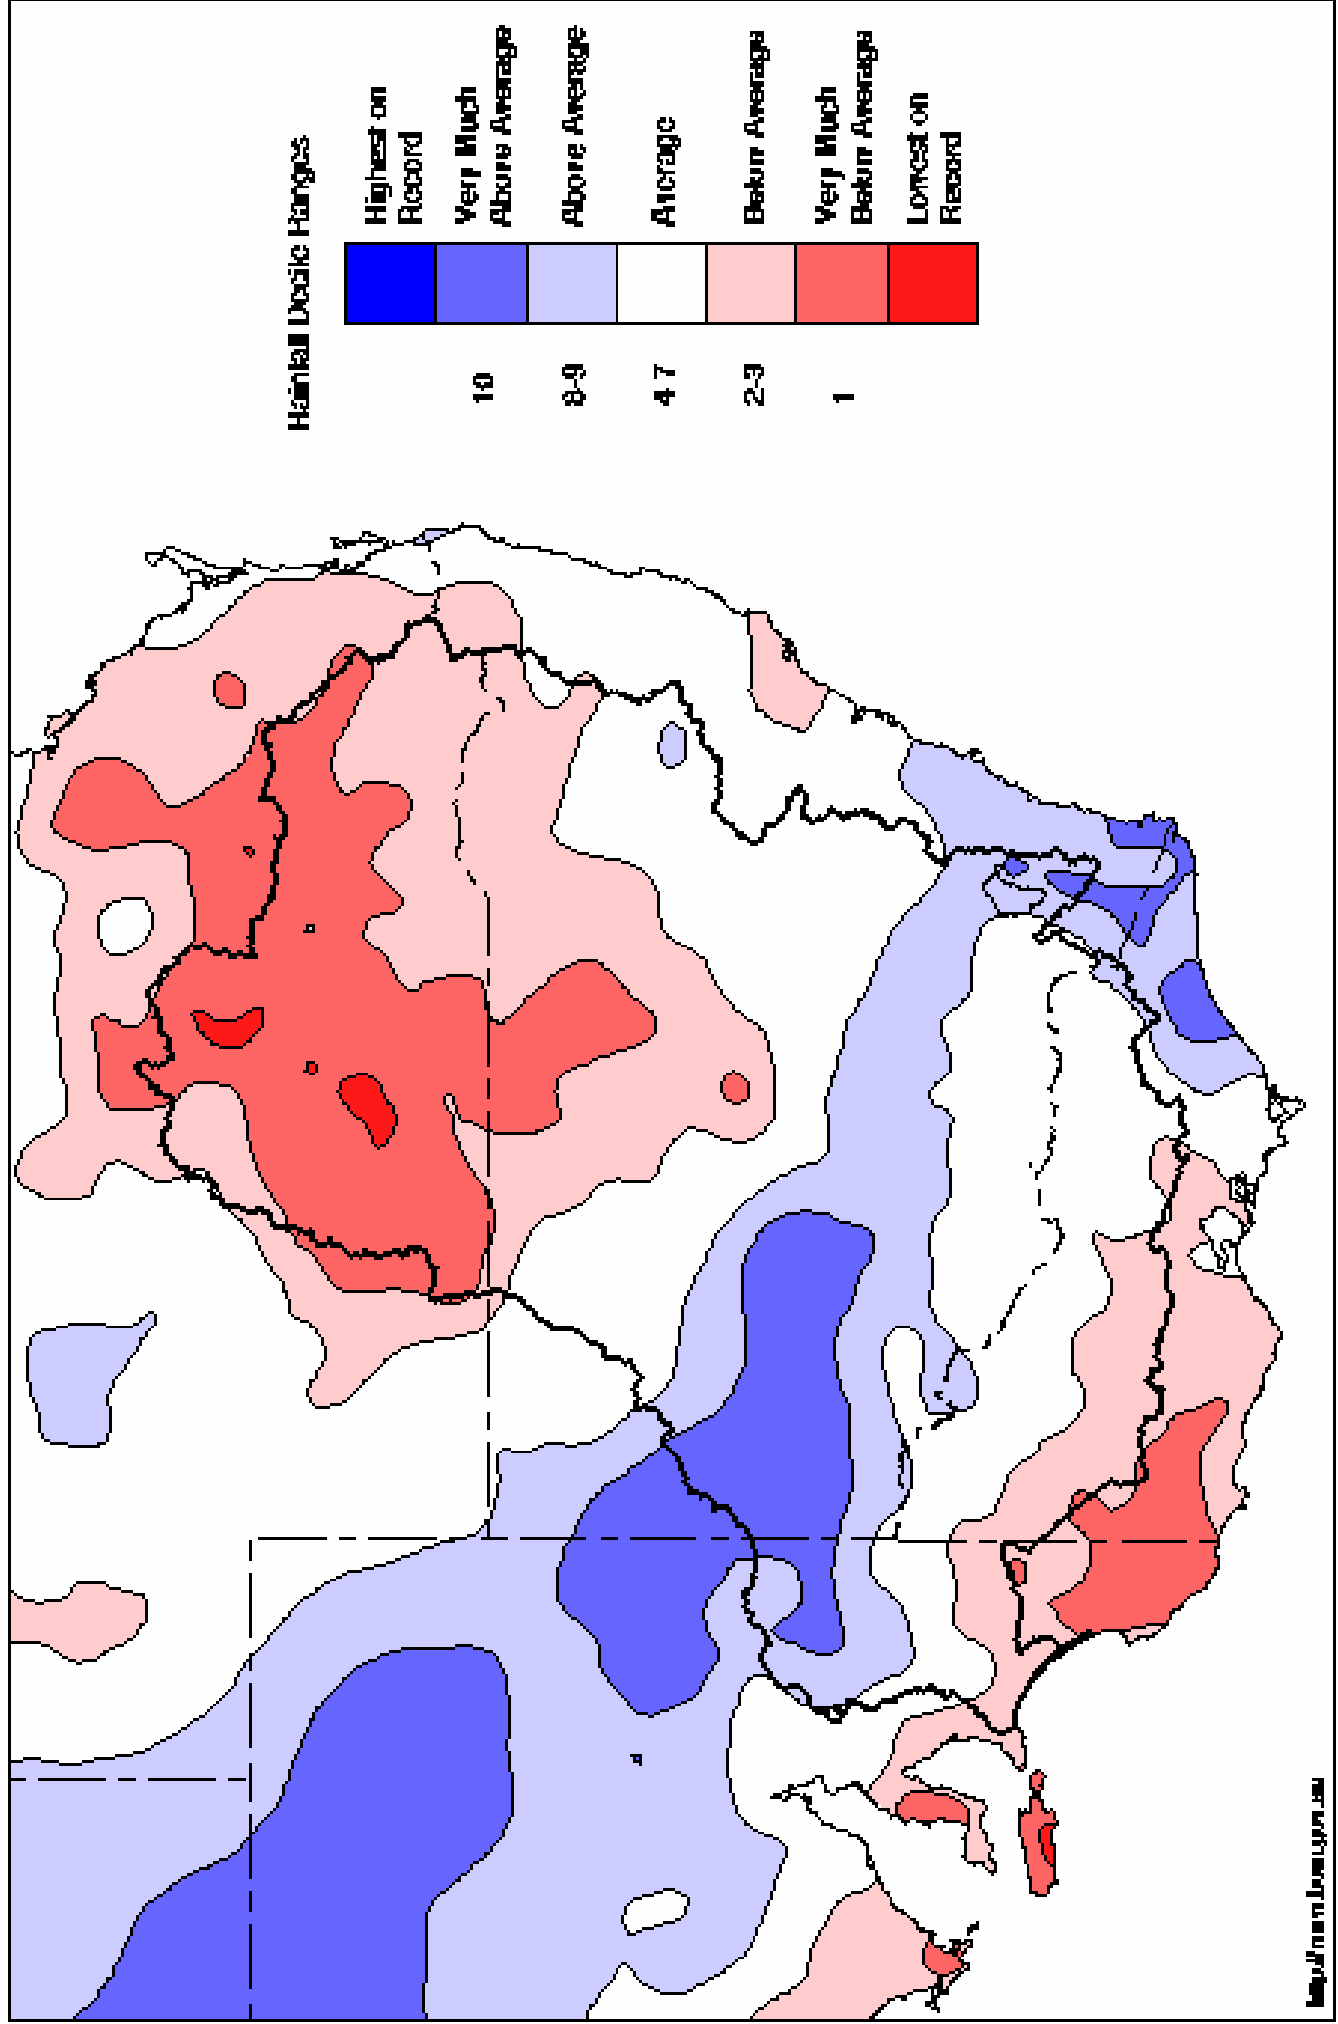 Rainfall Decile Ranges
Highest on
Record
Very Much
Above Average
10
Above Average
8-9
Average
4-7
Below Average
2-3
Very Much
Below Average
1
Lowest on
Record